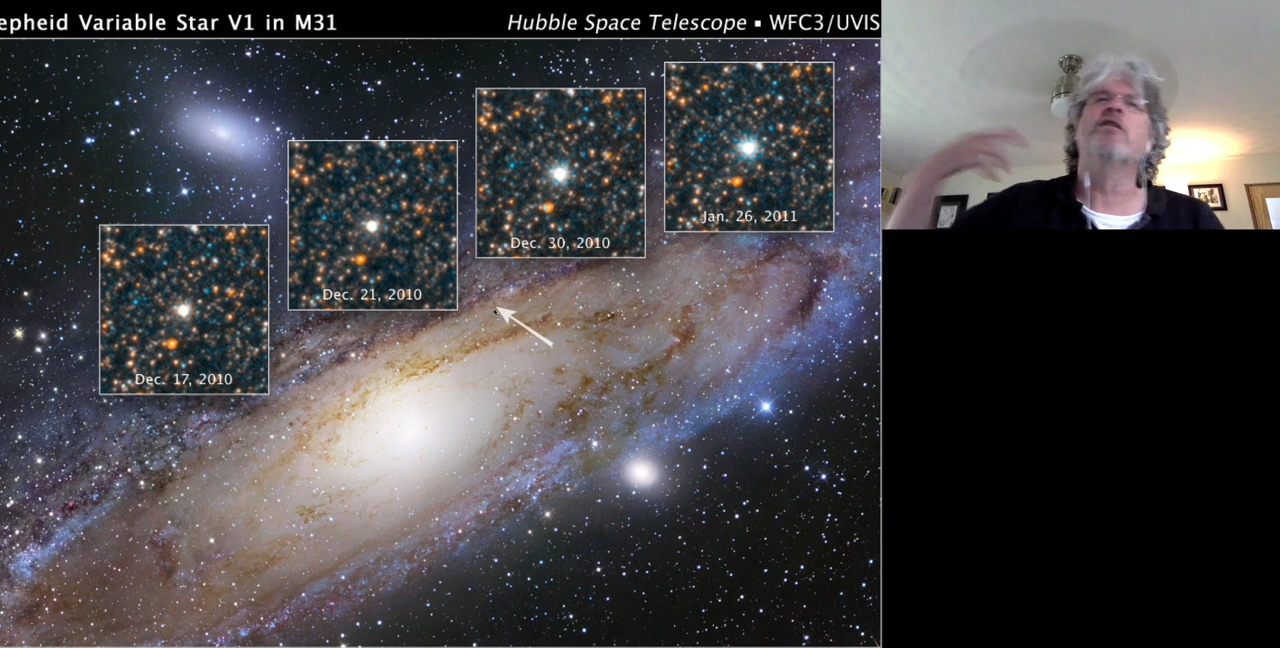 epheid Variable Star V1 in M31
Hubble Space Telescope ▪ WFC3/UVIS
Dec. 17, 2010
Dec. 21, 2010
Dec. 30, 2010
Jan. 26, 2011